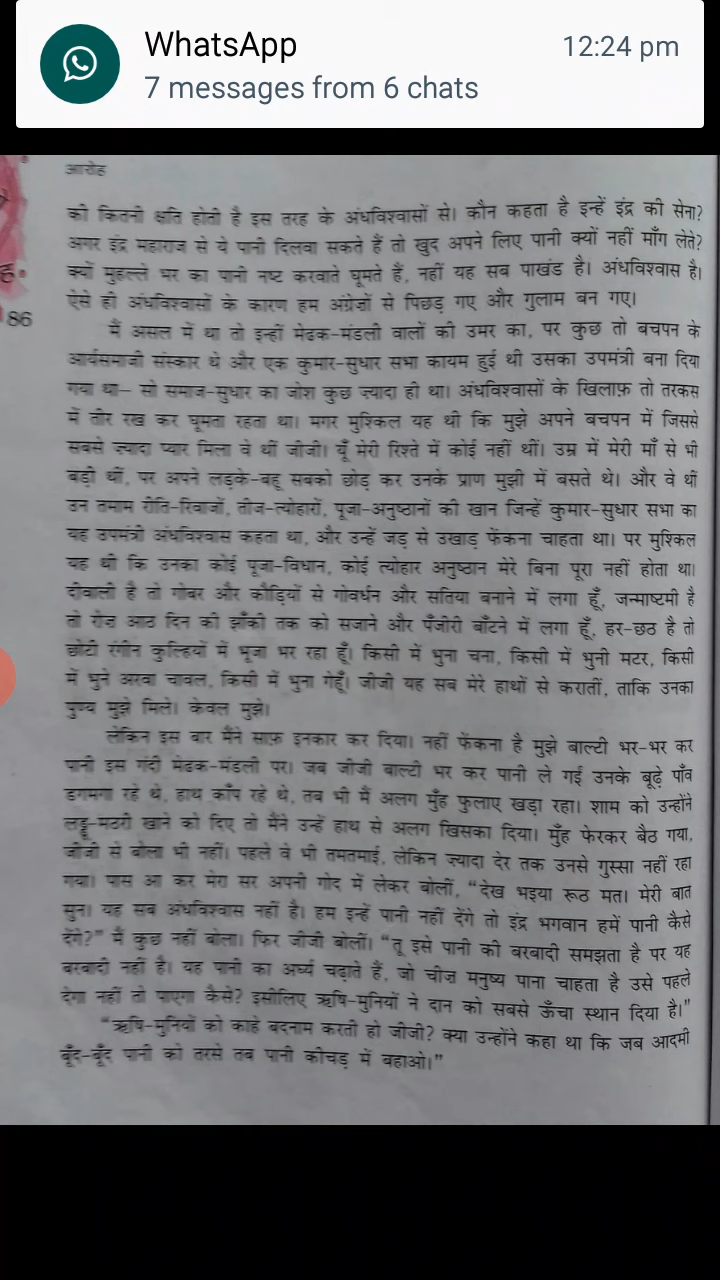 WhatsApp 12:24 pm
7 messages from 6 chats
आरोह
की कितनी क्षति होती है इस तरह के अंधविश्वासों से। कौन कहता है इन्हें इंद्र की सेना?
अगर इंद्र महाराज से ये पानी दिलवा सकते हैं तो खुद अपने लिए पानी क्यों नहीं माँग लेते?
क्यों मुहल्ले भर का पानी नष्ट करवाते घूमते हैं, नहीं यह सब पाखंड है। अंधविश्वास है।
ऐसे ही अंधविश्वासों के कारण हम अंग्रेजों से पिछड़ गए और गुलाम बन गए।
86
मैं असल में था तो इन्हीं मेढक-मंडली वालों की उमर का, पर कुछ तो बचपन के
आर्यसमाजी संस्कार थे और एक कुमार-सुधार सभा कायम हुई थी उसका उपमंत्री बना दिया
गया था– सो समाज-सुधार का जोश कुछ ज़्यादा ही था। अंधविश्वासों के खिलाफ़ तो तरकस
में तीर रख कर घूमता रहता था। मगर मुश्किल यह थी कि मुझे अपने बचपन में जिससे
सबसे ज़्यादा प्यार मिला वे थीं जीजी। यूँ मेरी रिश्ते में कोई नहीं थीं। उम्र में मेरी माँ से भी
बड़ी थीं, पर अपने लड़के-बहू सबको छोड़ कर उनके प्राण मुझी में बसते थे। और वे थीं
उन तमाम रीति-रिवाजों, तीज-त्योहारों, पूजा-अनुष्ठानों की खान जिन्हें कुमार-सुधार सभा का
यह उपमंत्री अंधविश्वास कहता था, और उन्हें जड़ से उखाड़ फेंकना चाहता था। पर मुश्किल
यह थी कि उनका कोई पूजा-विधान, कोई त्योहार अनुष्ठान मेरे बिना पूरा नहीं होता था।
दीवाली है तो गोबर और कौड़ियों से गोवर्धन और सतिया बनाने में लगा हूँ, जन्माष्टमी है
तो रोज आठ दिन की झाँकी तक को सजाने और पँजीरी बाँटने में लगा हूँ, हर-छठ है तो
छोटी रंगीन कुल्हियों में भूजा भर रहा हूँ। किसी में भुना चना, किसी में भुनी मटर, किसी
में भुने अरवा चावल, किसी में भुना गेहूँ। जीजी यह सब मेरे हाथों से करातीं, ताकि उनका
पुण्य मुझे मिले। केवल मुझे।
लेकिन इस बार मैंने साफ़ इनकार कर दिया। नहीं फेंकना है मुझे बाल्टी भर-भर कर
पानी इस गंदी मेढक-मंडली पर। जब जीजी बाल्टी भर कर पानी ले गईं उनके बूढ़े पाँव
डगमगा रहे थे, हाथ काँप रहे थे, तब भी मैं अलग मुँह फुलाए खड़ा रहा। शाम को उन्होंने
लड्डू-मठरी खाने को दिए तो मैंने उन्हें हाथ से अलग खिसका दिया। मुँह फेरकर बैठ गया,
जीजी से बोला भी नहीं। पहले वे भी तमतमाईं, लेकिन ज़्यादा देर तक उनसे गुस्सा नहीं रहा
गया। पास आ कर मेरा सर अपनी गोद में लेकर बोलीं, “देख भइया रूठ मत। मेरी बात
सुन। यह सब अंधविश्वास नहीं है। हम इन्हें पानी नहीं देंगे तो इंद्र भगवान हमें पानी कैसे
देंगे?” मैं कुछ नहीं बोला। फिर जीजी बोलीं। “तू इसे पानी की बरबादी समझता है पर यह
बरबादी नहीं है। यह पानी का अर्घ्य चढ़ाते हैं, जो चीज मनुष्य पाना चाहता है उसे पहले
देगा नहीं तो पाएगा कैसे? इसीलिए ऋषि-मुनियों ने दान को सबसे ऊँचा स्थान दिया है।”
“ऋषि-मुनियों को काहे बदनाम करती हो जीजी? क्या उन्होंने कहा था कि जब आदमी
बूँद-बूँद पानी को तरसे तब पानी कीचड़ में बहाओ।”